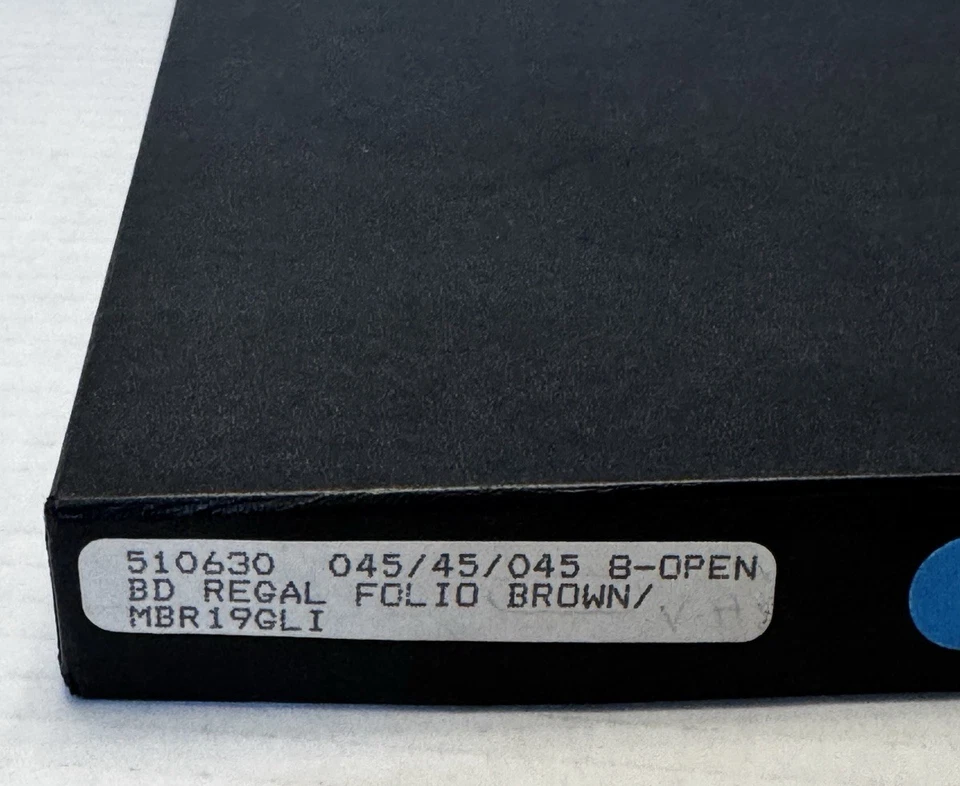 510630 045/45/045 8-OPEN
BD REGAL FOLIO BROWN/
MBR19GLI